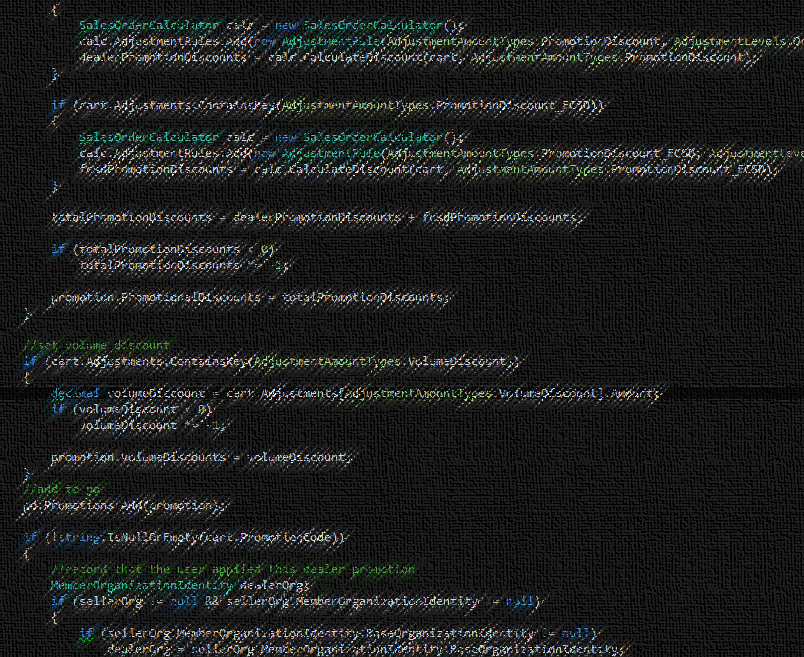 {
SalesOrderCalculator calc = new SalesOrderCalculator();
calc.AdjustmentRules.Add(new AdjustmentRule(AdjustmentAmountTypes.PromotionDiscount, AdjustmentLevels.Or
dealerPromotionDiscounts = calc.CalculateDiscount(cart, AdjustmentAmountTypes.PromotionDiscount);
}
if (cart.Adjustments.ContainsKey(AdjustmentAmountTypes.PromotionDiscount_FCSD))
{
SalesOrderCalculator calc = new SalesOrderCalculator();
calc.AdjustmentRules.Add(new AdjustmentRule(AdjustmentAmountTypes.PromotionDiscount_FCSD, AdjustmentLeve
fcsdPromotionDiscounts = calc.CalculateDiscount(cart, AdjustmentAmountTypes.PromotionDiscount_FCSD);
}
totalPromotionDiscounts = dealerPromotionDiscounts + fcsdPromotionDiscounts;
if (totalPromotionDiscounts < 0)
totalPromotionDiscounts *= -1;
promotion.PromotionalDiscounts = totalPromotionDiscounts;
}
//set volume discount
if (cart.Adjustments.ContainsKey(AdjustmentAmountTypes.VolumeDiscount))
{
decimal volumeDiscount = cart.Adjustments[AdjustmentAmountTypes.VolumeDiscount].Amount;
if (volumeDiscount < 0)
volumeDiscount *= -1;
promotion.VolumeDiscounts = volumeDiscount;
}
//add to po
po.Promotions.Add(promotion);
if (!string.IsNullOrEmpty(cart.PromotionCode))
{
//record that the user applied this dealer promotion
MemberOrganizationIdentity dealerOrg;
if (sellerOrg != null && sellerOrg.MemberOrganizationIdentity != null)
{
if (sellerOrg.MemberOrganizationIdentity.BaseOrganizationIdentity != null)
dealerOrg = sellerOrg.MemberOrganizationIdentity.BaseOrganizationIdentity;